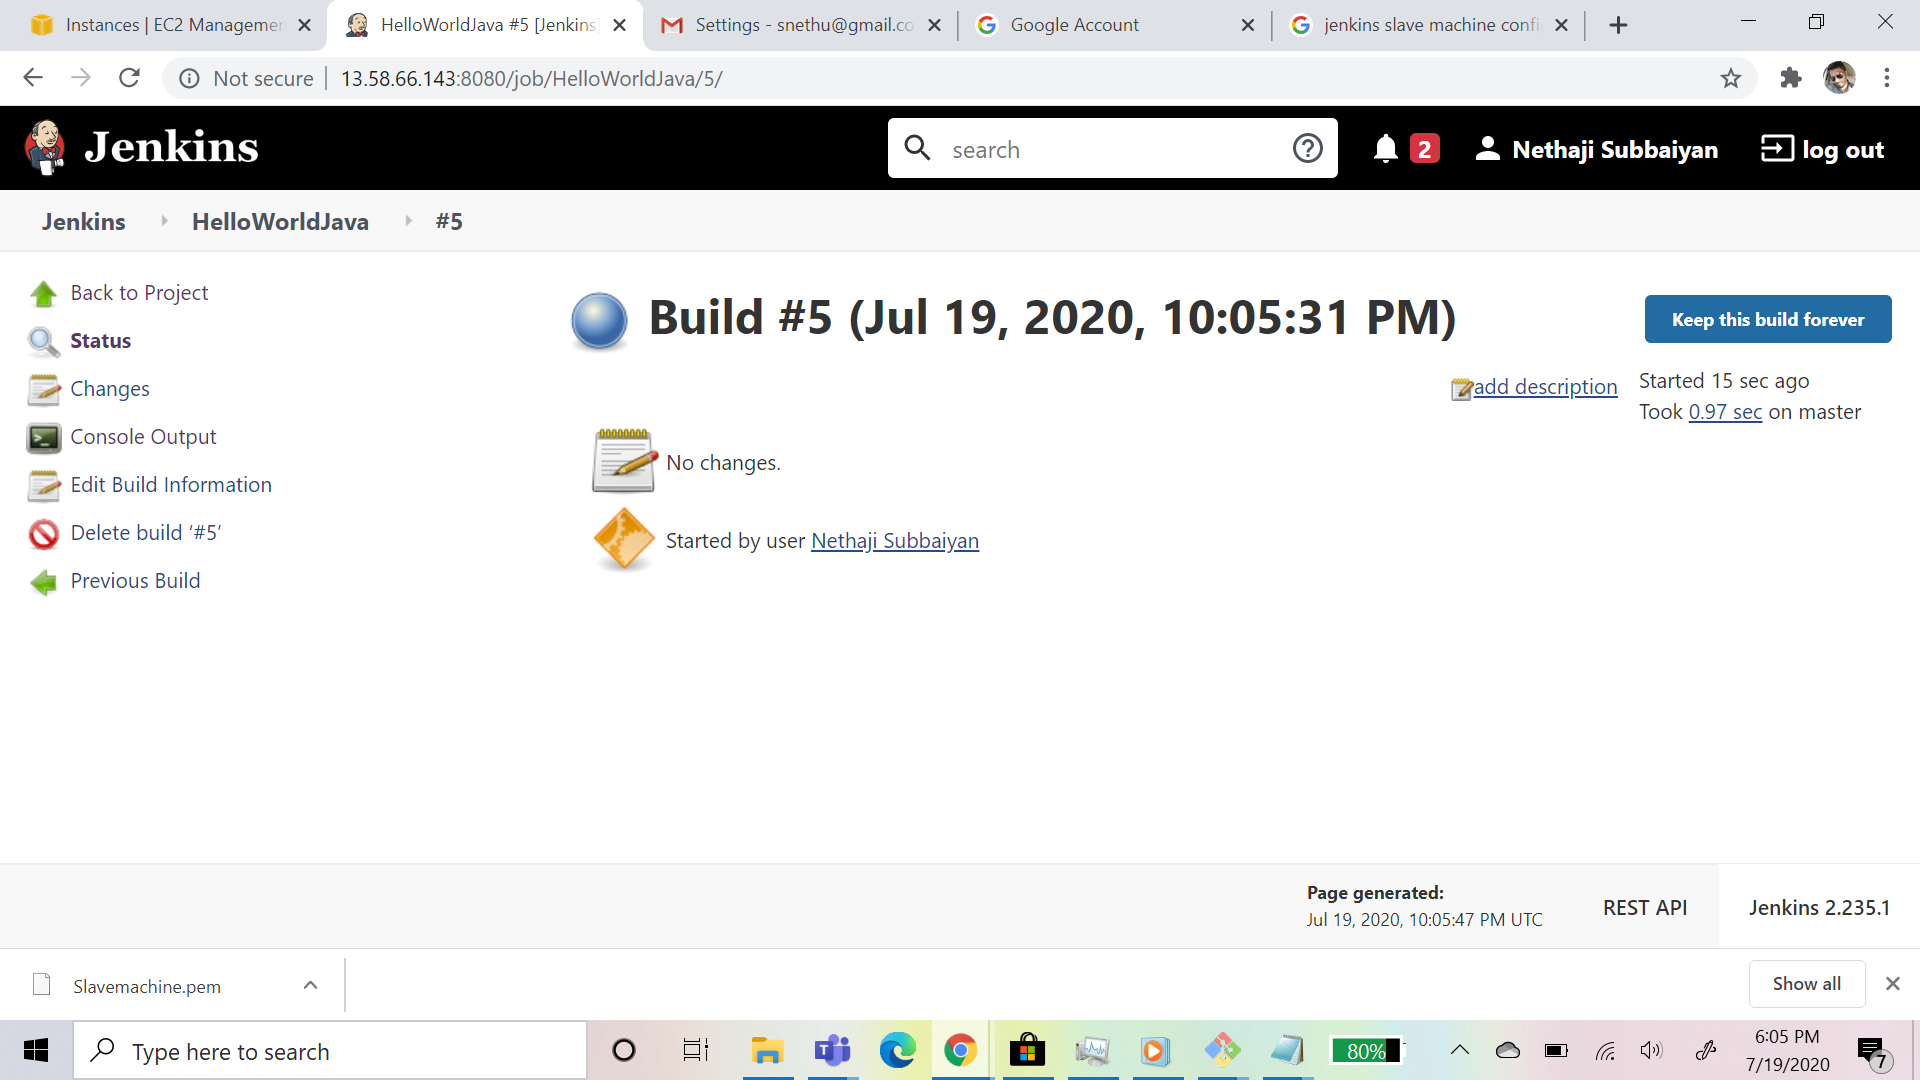 Instances | EC2 Managemen
HelloWorldJava #5 [Jenkins]
Settings - snethu@gmail.co
Google Account
jenkins slave machine confi
Not secure
13.58.66.143:8080/job/HelloWorldJava/5/
Jenkins
search
2
Nethaji Subbaiyan
log out
Jenkins
HelloWorldJava
#5
Back to Project
Status
Changes
Console Output
Edit Build Information
Delete build ‘#5’
Previous Build
Build #5 (Jul 19, 2020, 10:05:31 PM)
Keep this build forever
add description
Started 15 sec ago
Took 0.97 sec on master
No changes.
Started by user Nethaji Subbaiyan
Page generated:
Jul 19, 2020, 10:05:47 PM UTC
REST API
Jenkins 2.235.1
Slavemachine.pem
Show all
Type here to search
80%
6:05 PM
7/19/2020
7